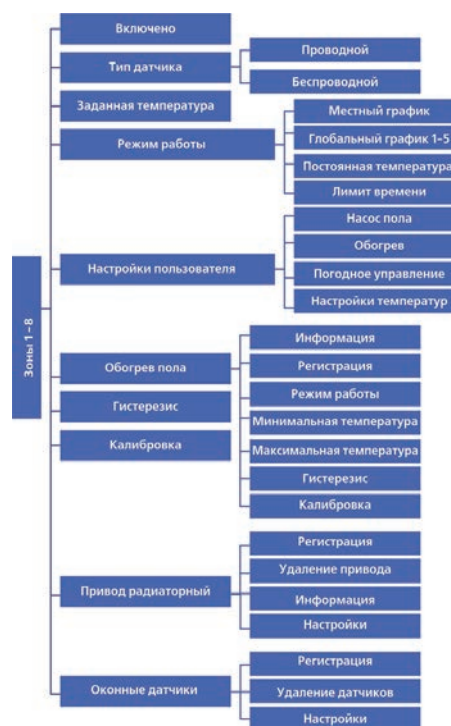 Зоны 1–8
Включено
Тип датчика
Проводной
Беспроводной
Заданная температура
Режим работы
Местный график
Глобальный график 1-5
Постоянная температура
Лимит времени
Настройки пользователя
Насос пола
Обогрев
Погодное управление
Настройки температур
Обогрев пола
Информация
Регистрация
Режим работы
Минимальная температура
Максимальная температура
Гистерезис
Калибровка
Гистерезис
Калибровка
Привод радиаторный
Регистрация
Удаление привода
Информация
Настройки
Оконные датчики
Регистрация
Удаление датчиков
Настройки